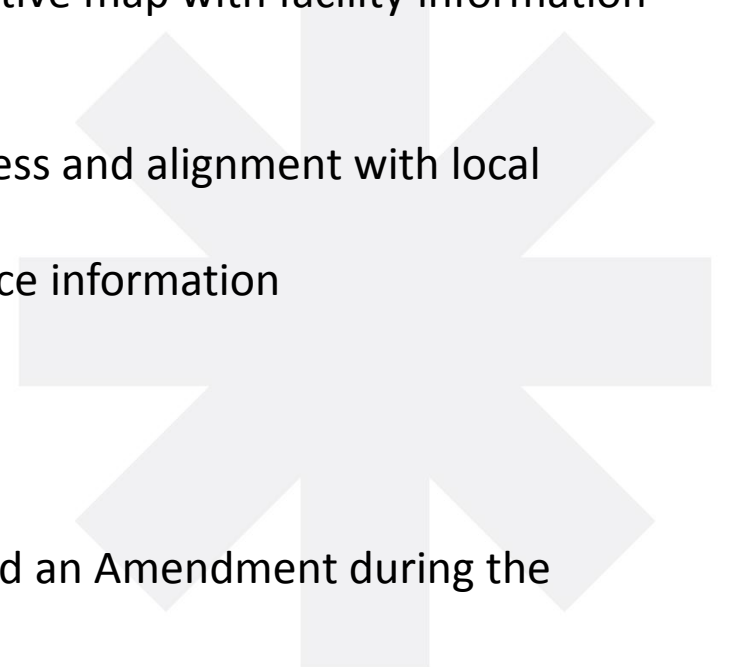 tive map with facility information
ess and alignment with local
ce information
d an Amendment during the